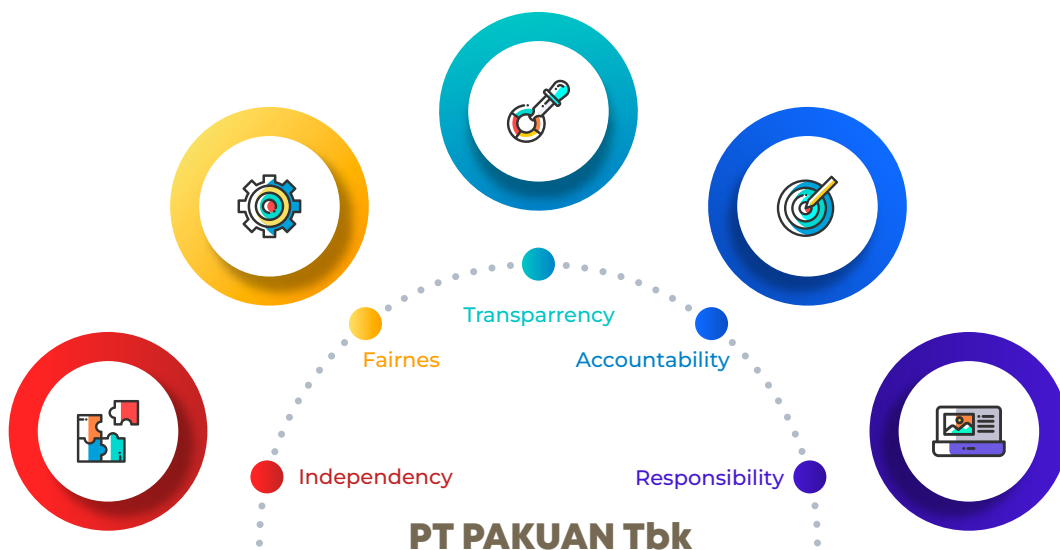 Transparrency
Fairnes
Accountability
Independency
Responsibility
PT PAKUAN Tbk